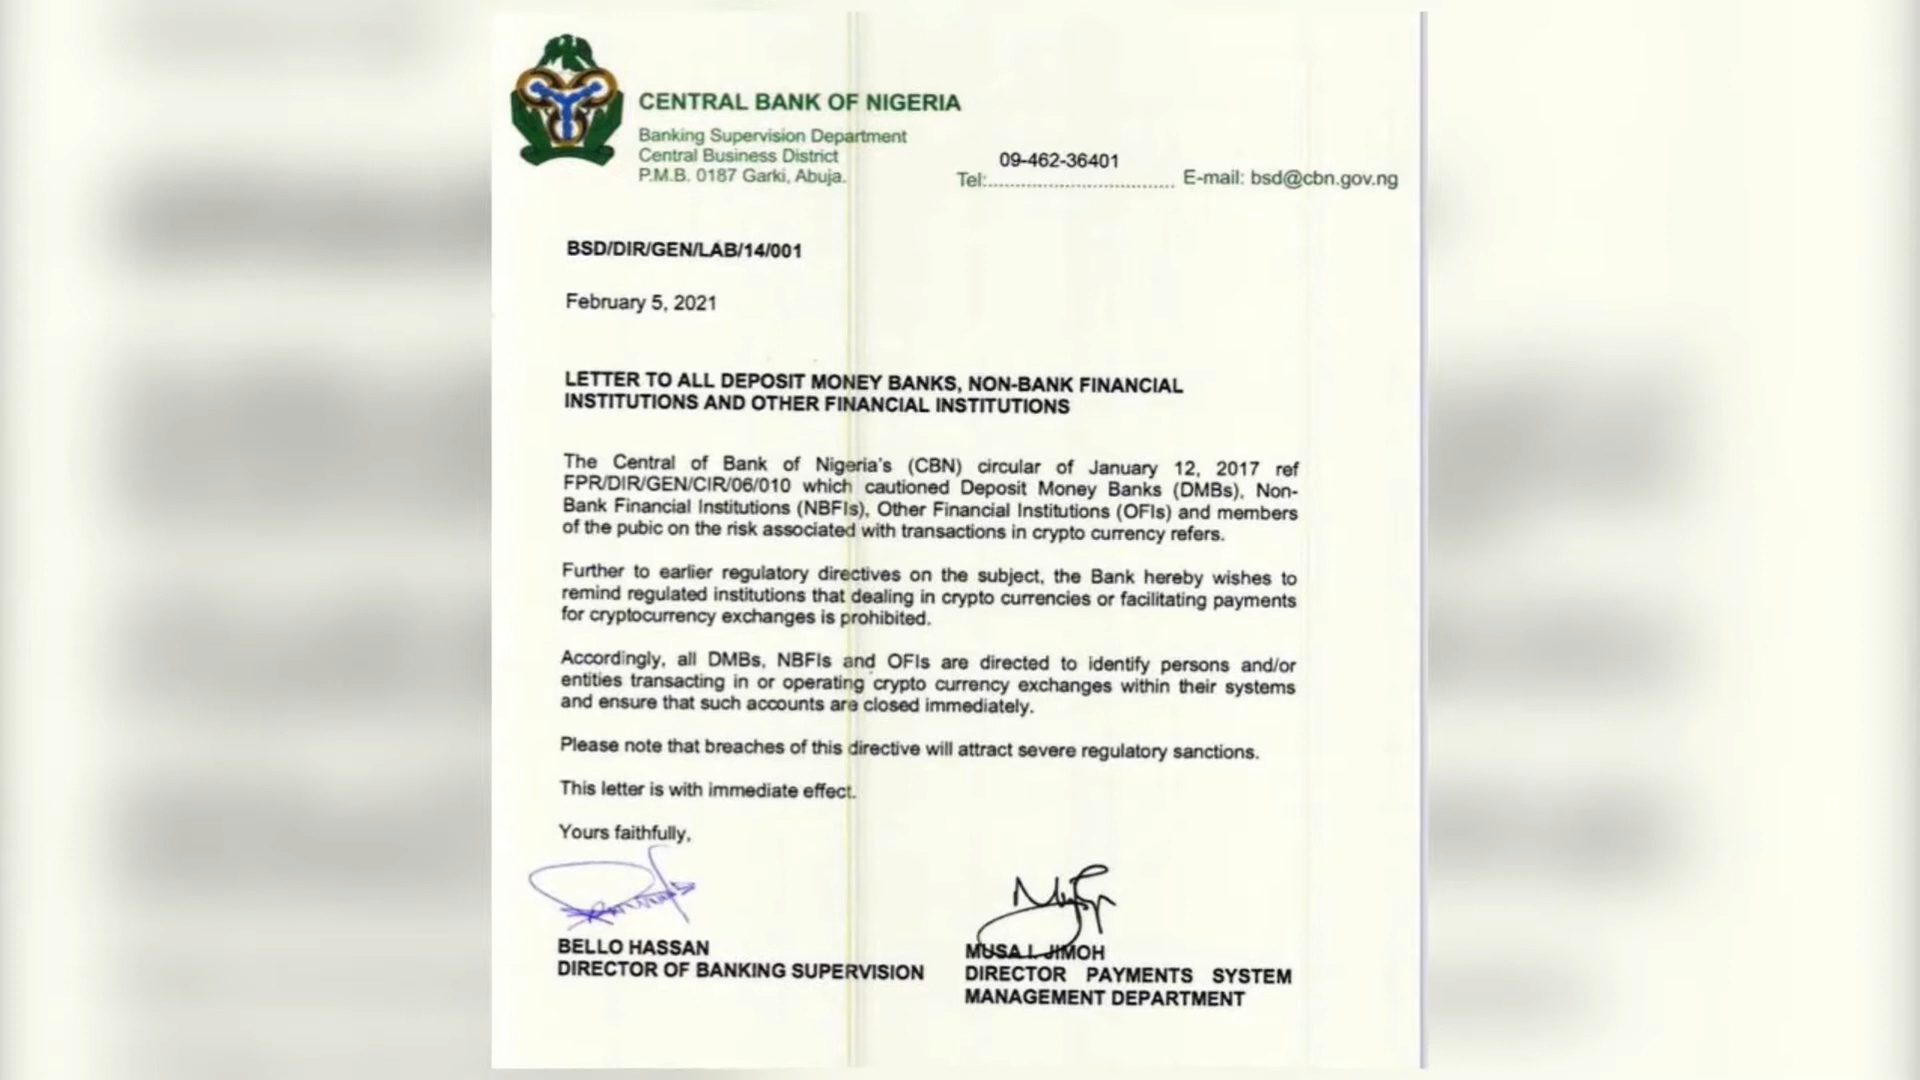 CENTRAL BANK OF NIGERIA
Banking Supervision Department
Central Business District
P.M.B. 0187 Garki, Abuja.
09-462-36401
Tel:.................................. E-mail: bsd@cbn.gov.ng
BSD/DIR/GEN/LAB/14/001
February 5, 2021
LETTER TO ALL DEPOSIT MONEY BANKS, NON-BANK FINANCIAL
INSTITUTIONS AND OTHER FINANCIAL INSTITUTIONS
The Central of Bank of Nigeria's (CBN) circular of January 12, 2017 ref
FPR/DIR/GEN/CIR/06/010 which cautioned Deposit Money Banks (DMBs), Non-
Bank Financial Institutions (NBFIs), Other Financial Institutions (OFIs) and members
of the pubic on the risk associated with transactions in crypto currency refers.
Further to earlier regulatory directives on the subject, the Bank hereby wishes to
remind regulated institutions that dealing in crypto currencies or facilitating payments
for cryptocurrency exchanges is prohibited.
Accordingly, all DMBs, NBFIs and OFIs are directed to identify persons and/or
entities transacting in or operating crypto currency exchanges within their systems
and ensure that such accounts are closed immediately.
Please note that breaches of this directive will attract severe regulatory sanctions.
This letter is with immediate effect.
Yours faithfully,
BELLO HASSAN
DIRECTOR OF BANKING SUPERVISION
MUSA I. JIMOH
DIRECTOR PAYMENTS SYSTEM
MANAGEMENT DEPARTMENT